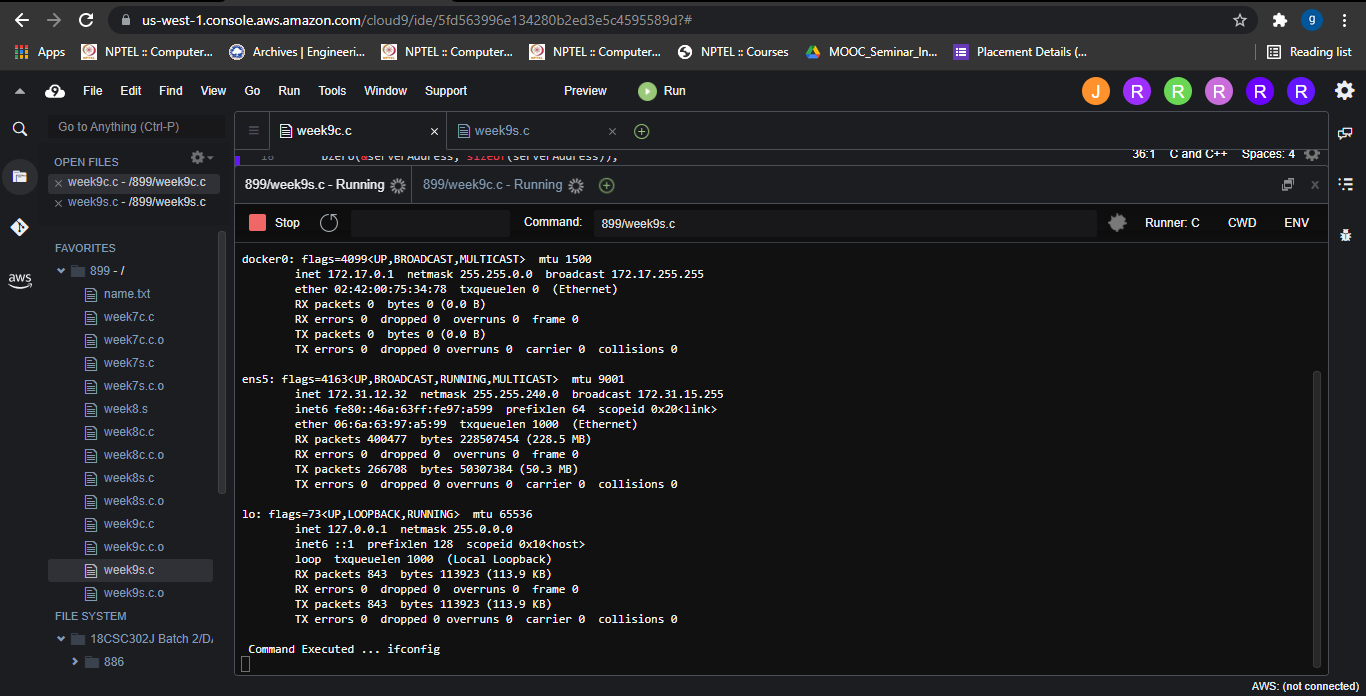 us-west-1.console.aws.amazon.com/cloud9/ide/5fd563996e134280b2ed3e5c4595589d?#
g
Apps NPTEL :: Computer... Archives | Engineeri... NPTEL :: Computer... NPTEL :: Computer... NPTEL :: Courses MOOC_Seminar_In... Placement Details (... Reading list
9 File Edit Find View Go Run Tools Window Support Preview Run J R R R R R
Go to Anything (Ctrl-P)
week9c.c × week9s.c ×
OPEN FILES
× week9c.c - /899/week9c.c
× week9s.c - /899/week9s.c
FAVORITES
899 - /
name.txt
week7c.c
week7c.c.o
week7s.c
week7s.c.o
week8.s
week8c.c
week8c.c.o
week8s.c
week8s.c.o
week9c.c
week9c.c.o
week9s.c
week9s.c.o
FILE SYSTEM
18CSC302J Batch 2/D/
886
aws
18 bzero(&serverAddress, sizeof(serverAddress));
36:1 C and C++ Spaces: 4
899/week9s.c - Running 899/week9c.c - Running
Stop Command: 899/week9s.c Runner: C CWD ENV
docker0: flags=4099<UP,BROADCAST,MULTICAST> mtu 1500
inet 172.17.0.1 netmask 255.255.0.0 broadcast 172.17.255.255
ether 02:42:00:75:34:78 txqueuelen 0 (Ethernet)
RX packets 0 bytes 0 (0.0 B)
RX errors 0 dropped 0 overruns 0 frame 0
TX packets 0 bytes 0 (0.0 B)
TX errors 0 dropped 0 overruns 0 carrier 0 collisions 0
ens5: flags=4163<UP,BROADCAST,RUNNING,MULTICAST> mtu 9001
inet 172.31.12.32 netmask 255.255.240.0 broadcast 172.31.15.255
inet6 fe80::46a:63ff:fe97:a599 prefixlen 64 scopeid 0x20<link>
ether 06:6a:63:97:a5:99 txqueuelen 1000 (Ethernet)
RX packets 400477 bytes 228507454 (228.5 MB)
RX errors 0 dropped 0 overruns 0 frame 0
TX packets 266708 bytes 50307384 (50.3 MB)
TX errors 0 dropped 0 overruns 0 carrier 0 collisions 0
lo: flags=73<UP,LOOPBACK,RUNNING> mtu 65536
inet 127.0.0.1 netmask 255.0.0.0
inet6 ::1 prefixlen 128 scopeid 0x10<host>
loop txqueuelen 1000 (Local Loopback)
RX packets 843 bytes 113923 (113.9 KB)
RX errors 0 dropped 0 overruns 0 frame 0
TX packets 843 bytes 113923 (113.9 KB)
TX errors 0 dropped 0 overruns 0 carrier 0 collisions 0
Command Executed ... ifconfig
AWS: (not connected)